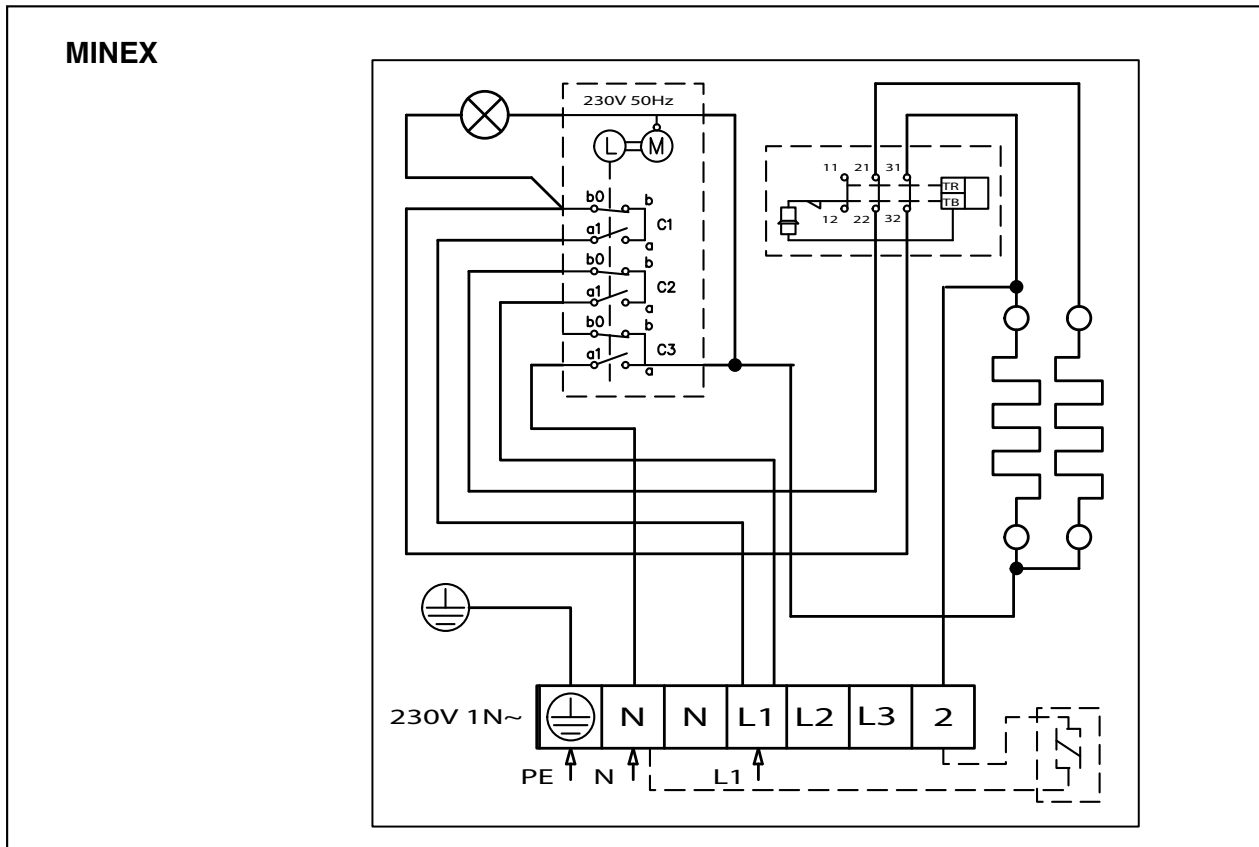 MINEX
230V 50Hz
L M
11 21 31
TR
TB
12 22 32
b0 b
C1
a1 a
b0 b
C2
a1 a
b0 b
C3
a1 a
230V 1N~ N N L1 L2 L3 2
PE N L1